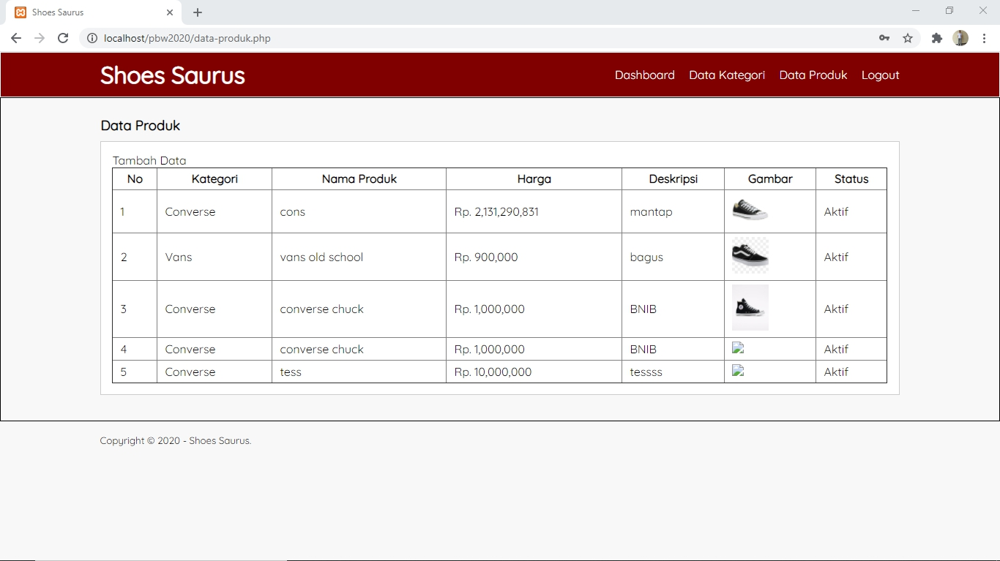 Shoes Saurus
localhost/pbw2020/data-produk.php
Shoes Saurus
Dashboard Data Kategori Data Produk Logout
Data Produk
Tambah Data
No Kategori Nama Produk Harga Deskripsi Gambar Status
1 Converse cons Rp. 2,131,290,831 mantap Aktif
2 Vans vans old school Rp. 900,000 bagus Aktif
3 Converse converse chuck Rp. 1,000,000 BNIB Aktif
4 Converse converse chuck Rp. 1,000,000 BNIB Aktif
5 Converse tess Rp. 10,000,000 tessss Aktif
Copyright © 2020 - Shoes Saurus.